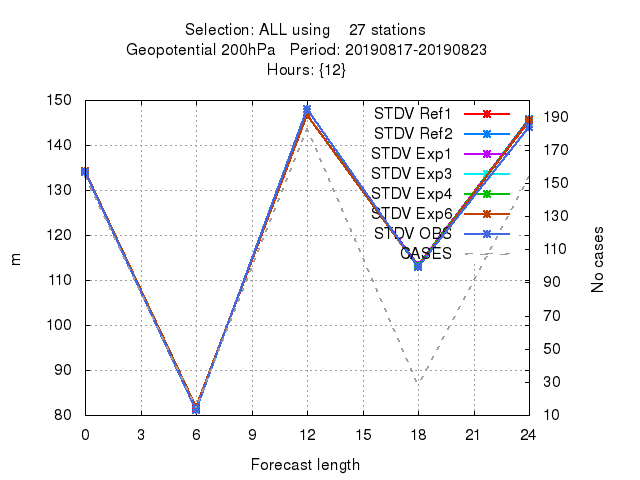 Selection: ALL using 27 stations
Geopotential 200hPa Period: 20190817-20190823
Hours: {12}
150
140
130
120
110
100
90
80
m
190
170
150
130
110
90
70
50
30
10
No cases
STDV Ref1
STDV Ref2
STDV Exp1
STDV Exp3
STDV Exp4
STDV Exp6
STDV OBS
CASES
0 3 6 9 12 15 18 21 24
Forecast length